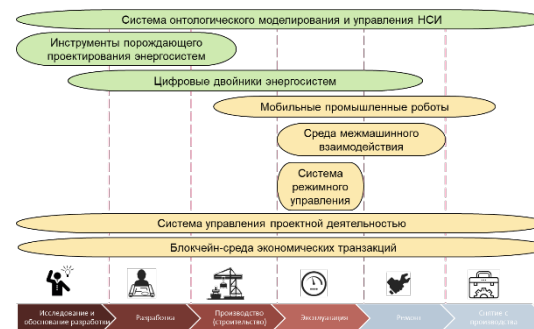 Система онтологического моделирования и управления НСИ
Инструменты порождающего
проектирования энергосистем
Цифровые двойники энергосистем
Мобильные промышленные роботы
Среда межмашинного
взаимодействия
Система
режимного
управления
Система управления проектной деятельностью
Блокчейн-среда экономических транзакций
Исследование и
обоснование разработки
Разработка
Производство
(строительство)
Эксплуатация
Ремонт
Снятие с
производства